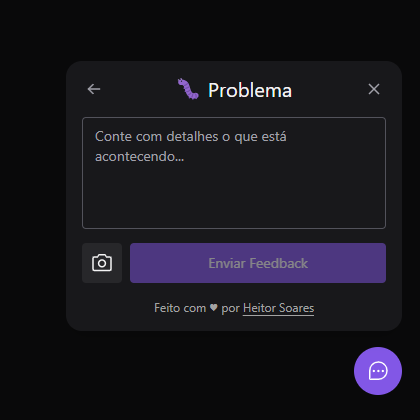 Problema
Conte com detalhes o que está
acontecendo...
Enviar Feedback
Feito com ♥ por Heitor Soares